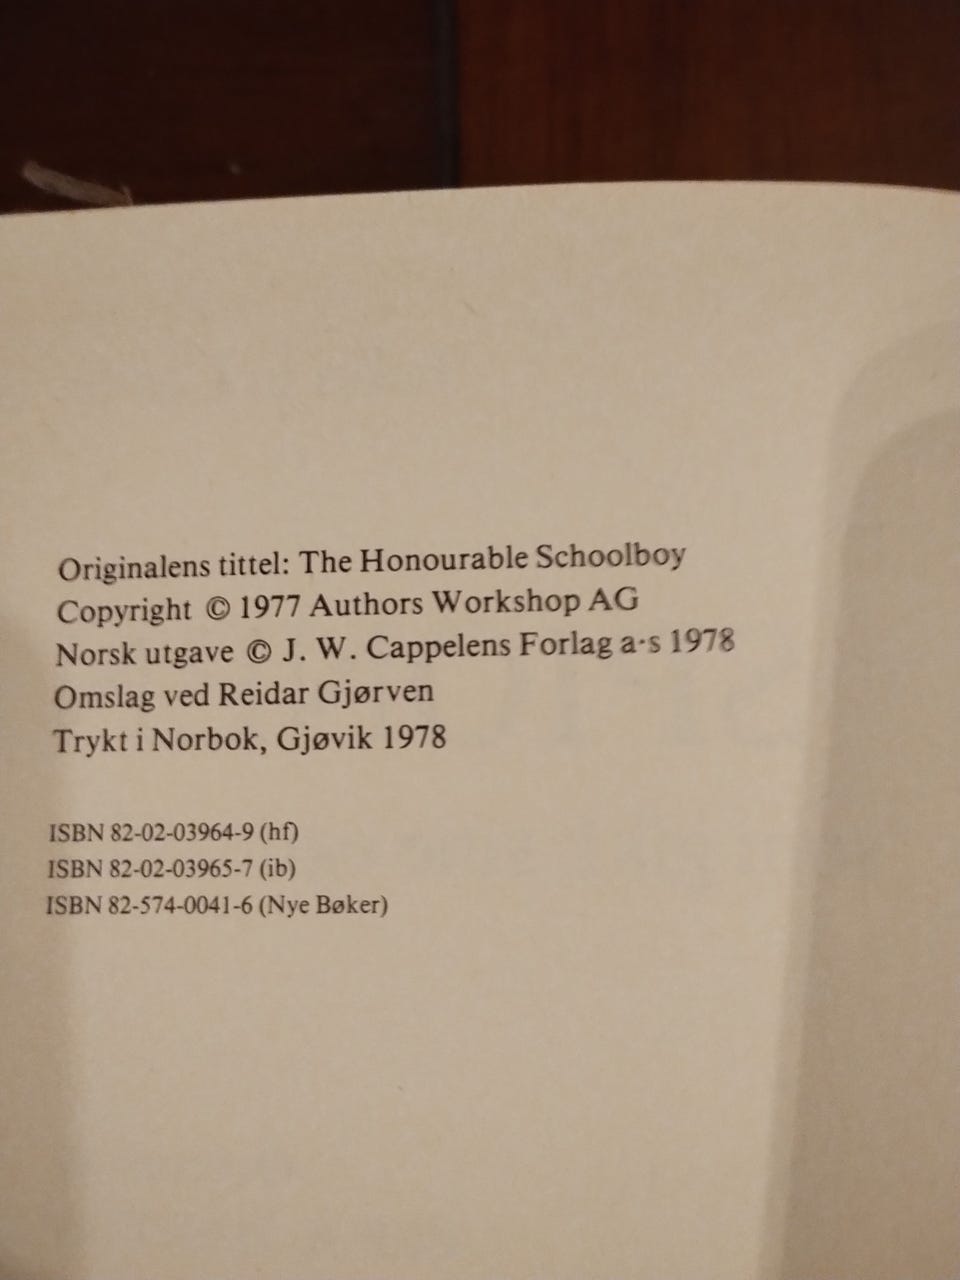 Originalens tittel: The Honourable Schoolboy
Copyright © 1977 Authors Workshop AG
Norsk utgave © J. W. Cappelens Forlag a·s 1978
Omslag ved Reidar Gjørven
Trykt i Norbok, Gjøvik 1978
ISBN 82-02-03964-9 (hf)
ISBN 82-02-03965-7 (ib)
ISBN 82-574-0041-6 (Nye Bøker)